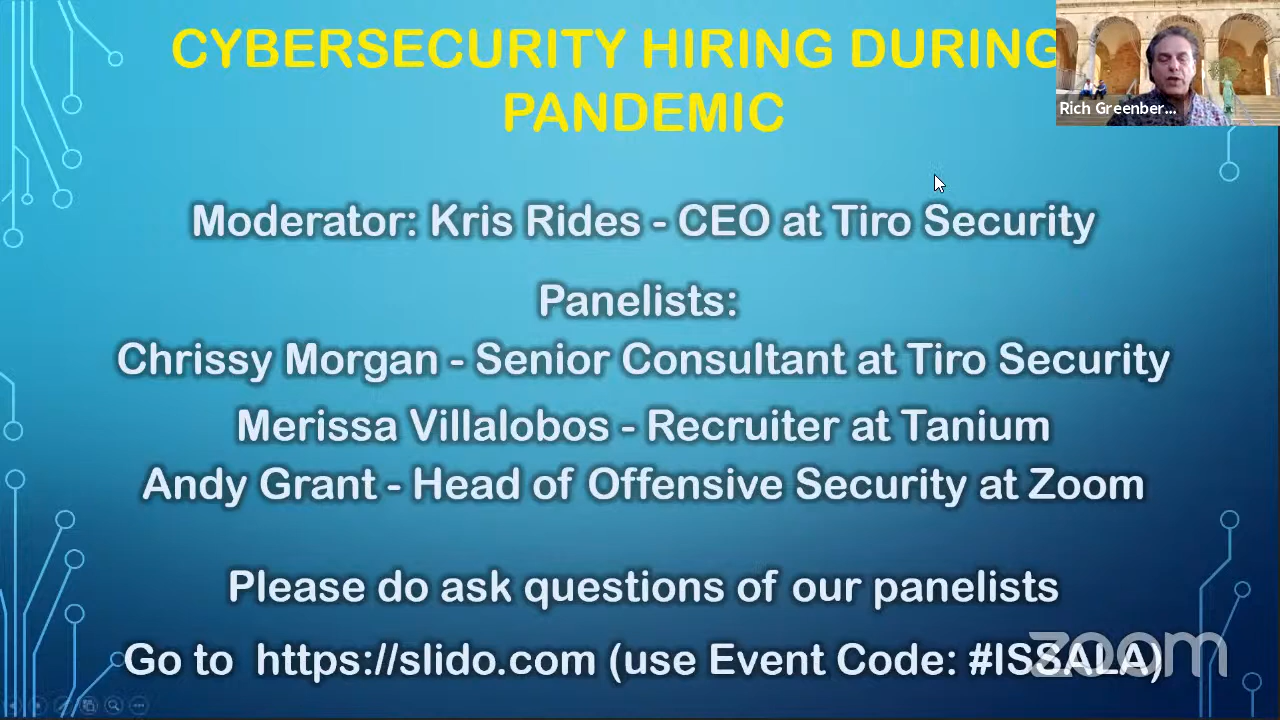 CYBERSECURITY HIRING DURING
PANDEMIC
Rich Greenber...
Moderator: Kris Rides - CEO at Tiro Security
Panelists:
Chrissy Morgan - Senior Consultant at Tiro Security
Merissa Villalobos - Recruiter at Tanium
Andy Grant - Head of Offensive Security at Zoom
Please do ask questions of our panelists
Go to https://slido.com (use Event Code: #ISSALA)
zoom